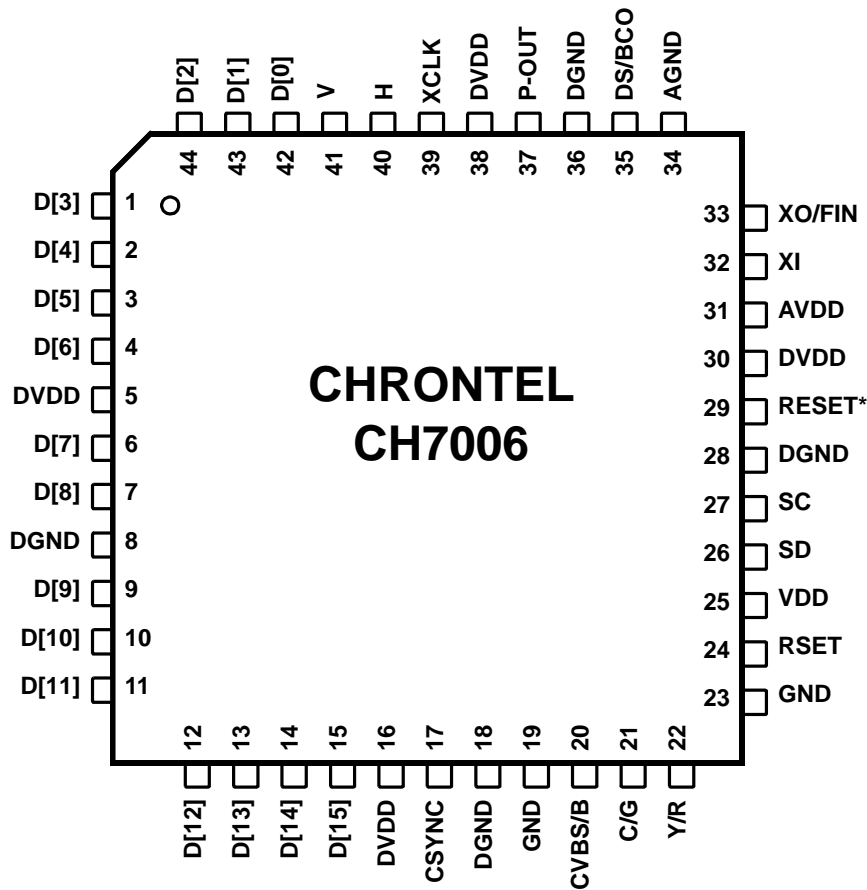 D[2] D[1] D[0] V H XCLK DVDD P-OUT DGND DS/BCO AGND
44 43 42 41 40 39 38 37 36 35 34
D[3] 1 33 XO/FIN
D[4] 2 32 XI
D[5] 3 31 AVDD
D[6] 4 30 DVDD
DVDD 5 29 RESET*
D[7] 6 28 DGND
D[8] 7 27 SC
DGND 8 26 SD
D[9] 9 25 VDD
D[10] 10 24 RSET
D[11] 11 23 GND
CHRONTEL
CH7006
12 13 14 15 16 17 18 19 20 21 22
D[12] D[13] D[14] D[15] DVDD CSYNC DGND GND CVBS/B C/G Y/R